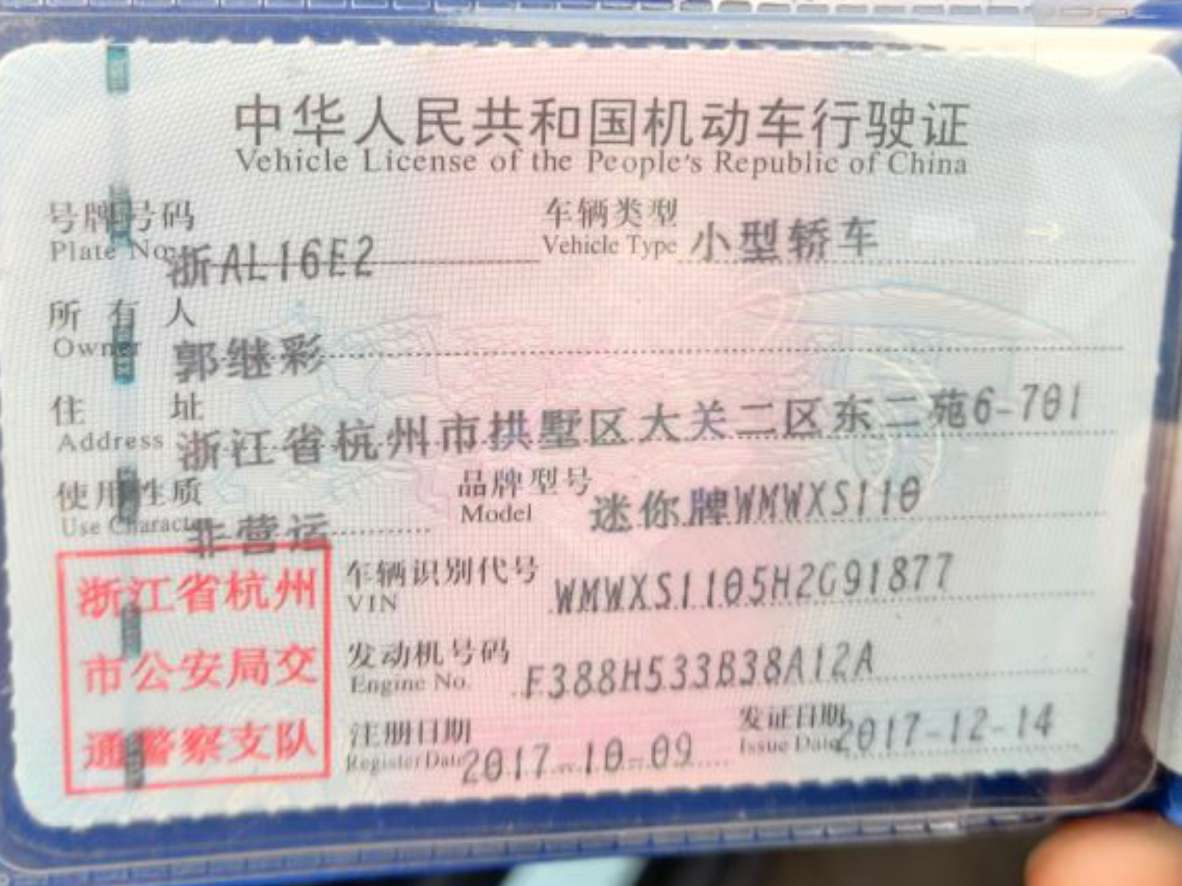 中华人民共和国机动车行驶证
Vehicle License of the People's Republic of China
号牌号码 车辆类型
Plate No. 浙AL16E2 Vehicle Type 小型轿车
所有人
Owner 郭继彩
住址
Address 浙江省杭州市拱墅区大关二区东二苑6-701
使用性质 品牌型号
Use Character 非营运 Model 迷你牌WMWXS110
浙江省杭州
市公安局交
通警察支队
车辆识别代号
VIN WMWXS1105H2G91877
发动机号码
Engine No. F388H533B38A12A
注册日期 发证日期
Register Date 2017-10-09 Issue Date 2017-12-14